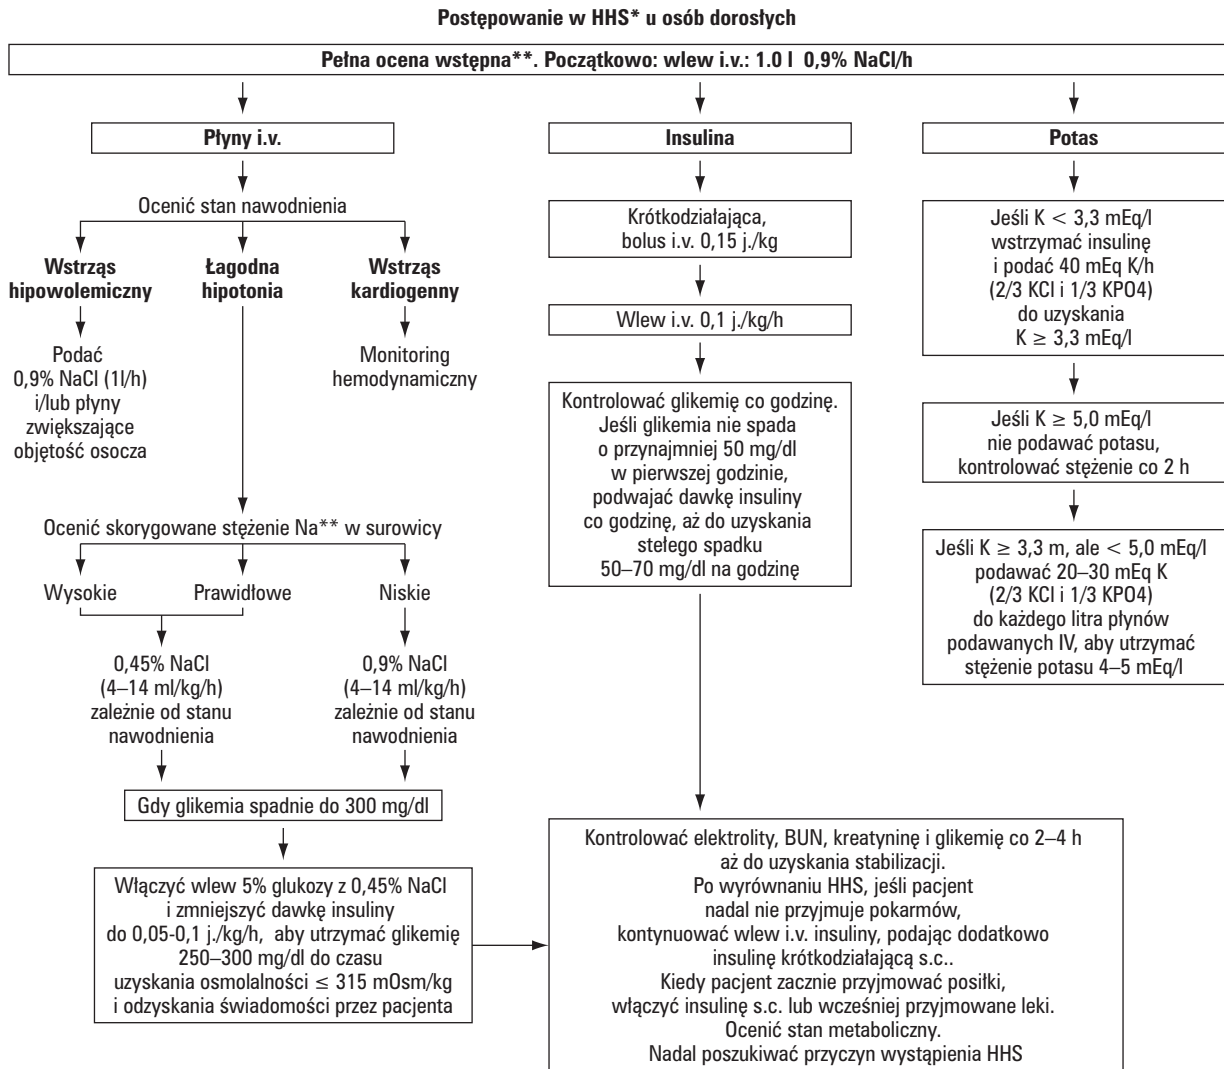 Postępowanie w HHS* u osób dorosłych
Pełna ocena wstępna**. Początkowo: wlew i.v.: 1.0 l 0,9% NaCl/h
Płyny i.v.
Ocenić stan nawodnienia
Wstrząs
hipowolemiczny
Łagodna
hipotonia
Wstrząs
kardiogenny
Podać
0,9% NaCl (1l/h)
i/lub płyny
zwiększające
objętość osocza
Monitoring
hemodynamiczny
Ocenić skorygowane stężenie Na** w surowicy
Wysokie
Prawidłowe
Niskie
0,45% NaCl
(4–14 ml/kg/h)
zależnie od stanu
nawodnienia
0,9% NaCl
(4–14 ml/kg/h)
zależnie od stanu
nawodnienia
Gdy glikemia spadnie do 300 mg/dl
Włączyć wlew 5% glukozy z 0,45% NaCl
i zmniejszyć dawkę insuliny
do 0,05-0,1 j./kg/h, aby utrzymać glikemię
250–300 mg/dl do czasu
uzyskania osmolalności ≤ 315 mOsm/kg
i odzyskania świadomości przez pacjenta
Insulina
Krótkodziałająca,
bolus i.v. 0,15 j./kg
Wlew i.v. 0,1 j./kg/h
Kontrolować glikemię co godzinę.
Jeśli glikemia nie spada
o przynajmniej 50 mg/dl
w pierwszej godzinie,
podwajać dawkę insuliny
co godzinę, aż do uzyskania
stełego spadku
50–70 mg/dl na godzinę
Kontrolować elektrolity, BUN, kreatyninę i glikemię co 2–4 h
aż do uzyskania stabilizacji.
Po wyrównaniu HHS, jeśli pacjent
nadal nie przyjmuje pokarmów,
kontynuować wlew i.v. insuliny, podając dodatkowo
insulinę krótkodziałającą s.c..
Kiedy pacjent zacznie przyjmować posiłki,
włączyć insulinę s.c. lub wcześniej przyjmowane leki.
Ocenić stan metaboliczny.
Nadal poszukiwać przyczyn wystąpienia HHS
Potas
Jeśli K < 3,3 mEq/l
wstrzymać insulinę
i podać 40 mEq K/h
(2/3 KCl i 1/3 KPO4)
do uzyskania
K ≥ 3,3 mEq/l
Jeśli K ≥ 5,0 mEq/l
nie podawać potasu,
kontrolować stężenie co 2 h
Jeśli K ≥ 3,3 m, ale < 5,0 mEq/l
podawać 20–30 mEq K
(2/3 KCl i 1/3 KPO4)
do każdego litra płynów
podawanych IV, aby utrzymać
stężenie potasu 4–5 mEq/l